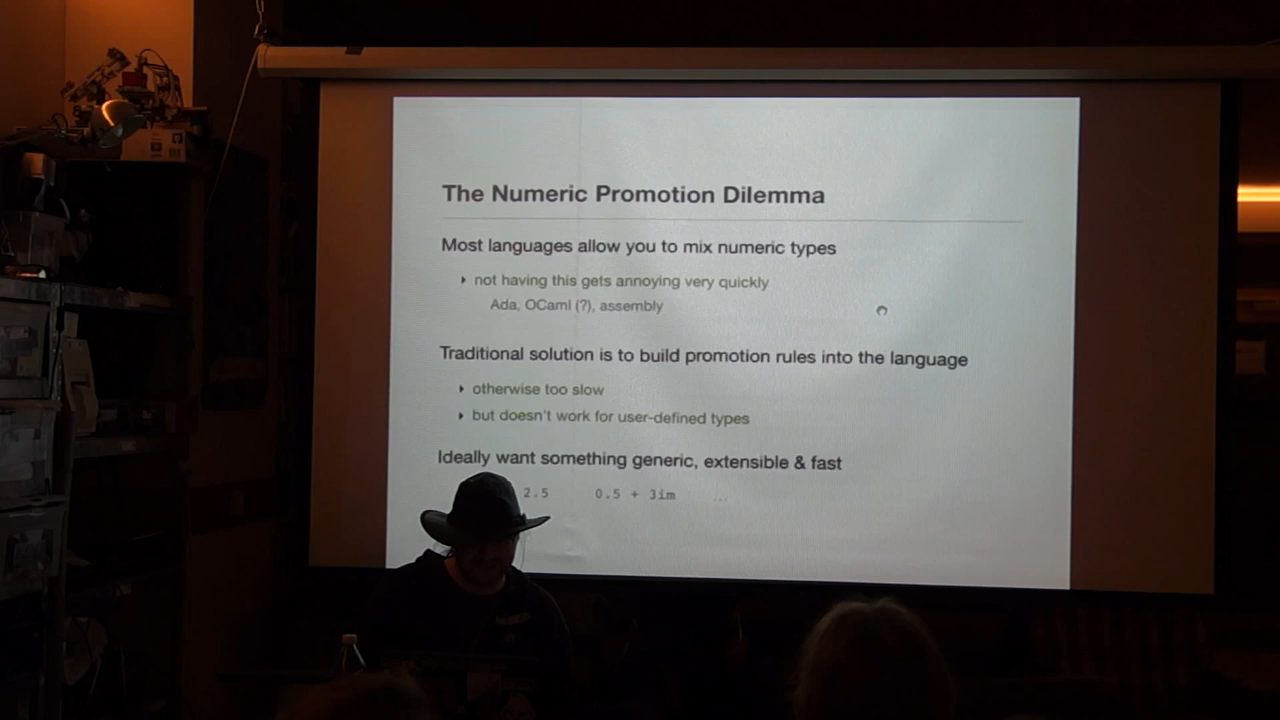 The Numeric Promotion Dilemma
Most languages allow you to mix numeric types
‣ not having this gets annoying very quickly
Ada, OCaml (?), assembly
Traditional solution is to build promotion rules into the language
‣ otherwise too slow
‣ but doesn't work for user-defined types
Ideally want something generic, extensible & fast
2.5 0.5 + 3im ...